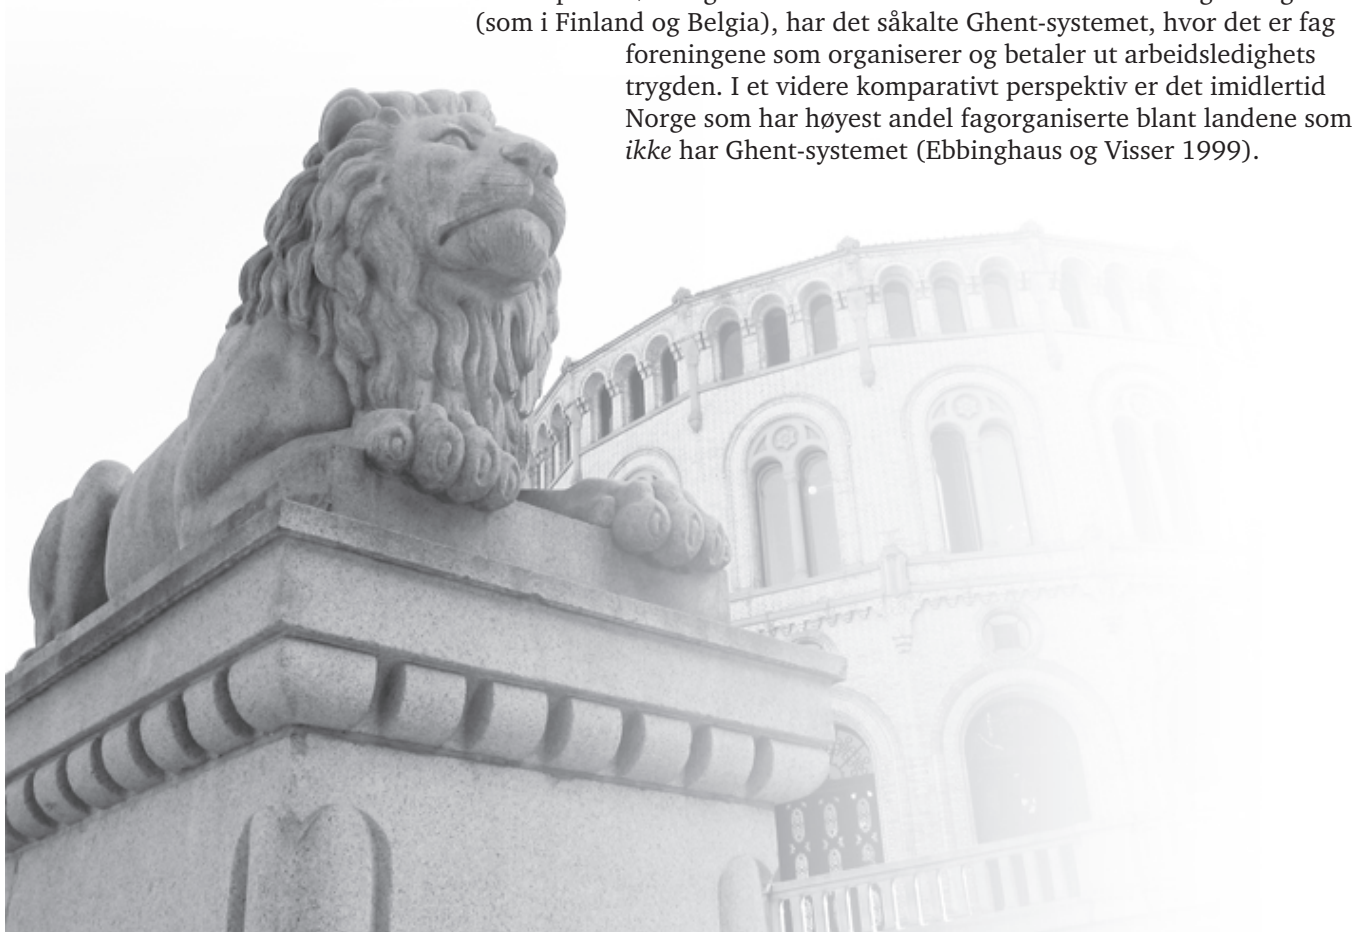 (som i Finland og Belgia), har det såkalte Ghent-systemet, hvor det er fag
foreningene som organiserer og betaler ut arbeidsledighets
trygden. I et videre komparativt perspektiv er det imidlertid
Norge som har høyest andel fagorganiserte blant landene som
ikke har Ghent-systemet (Ebbinghaus og Visser 1999).